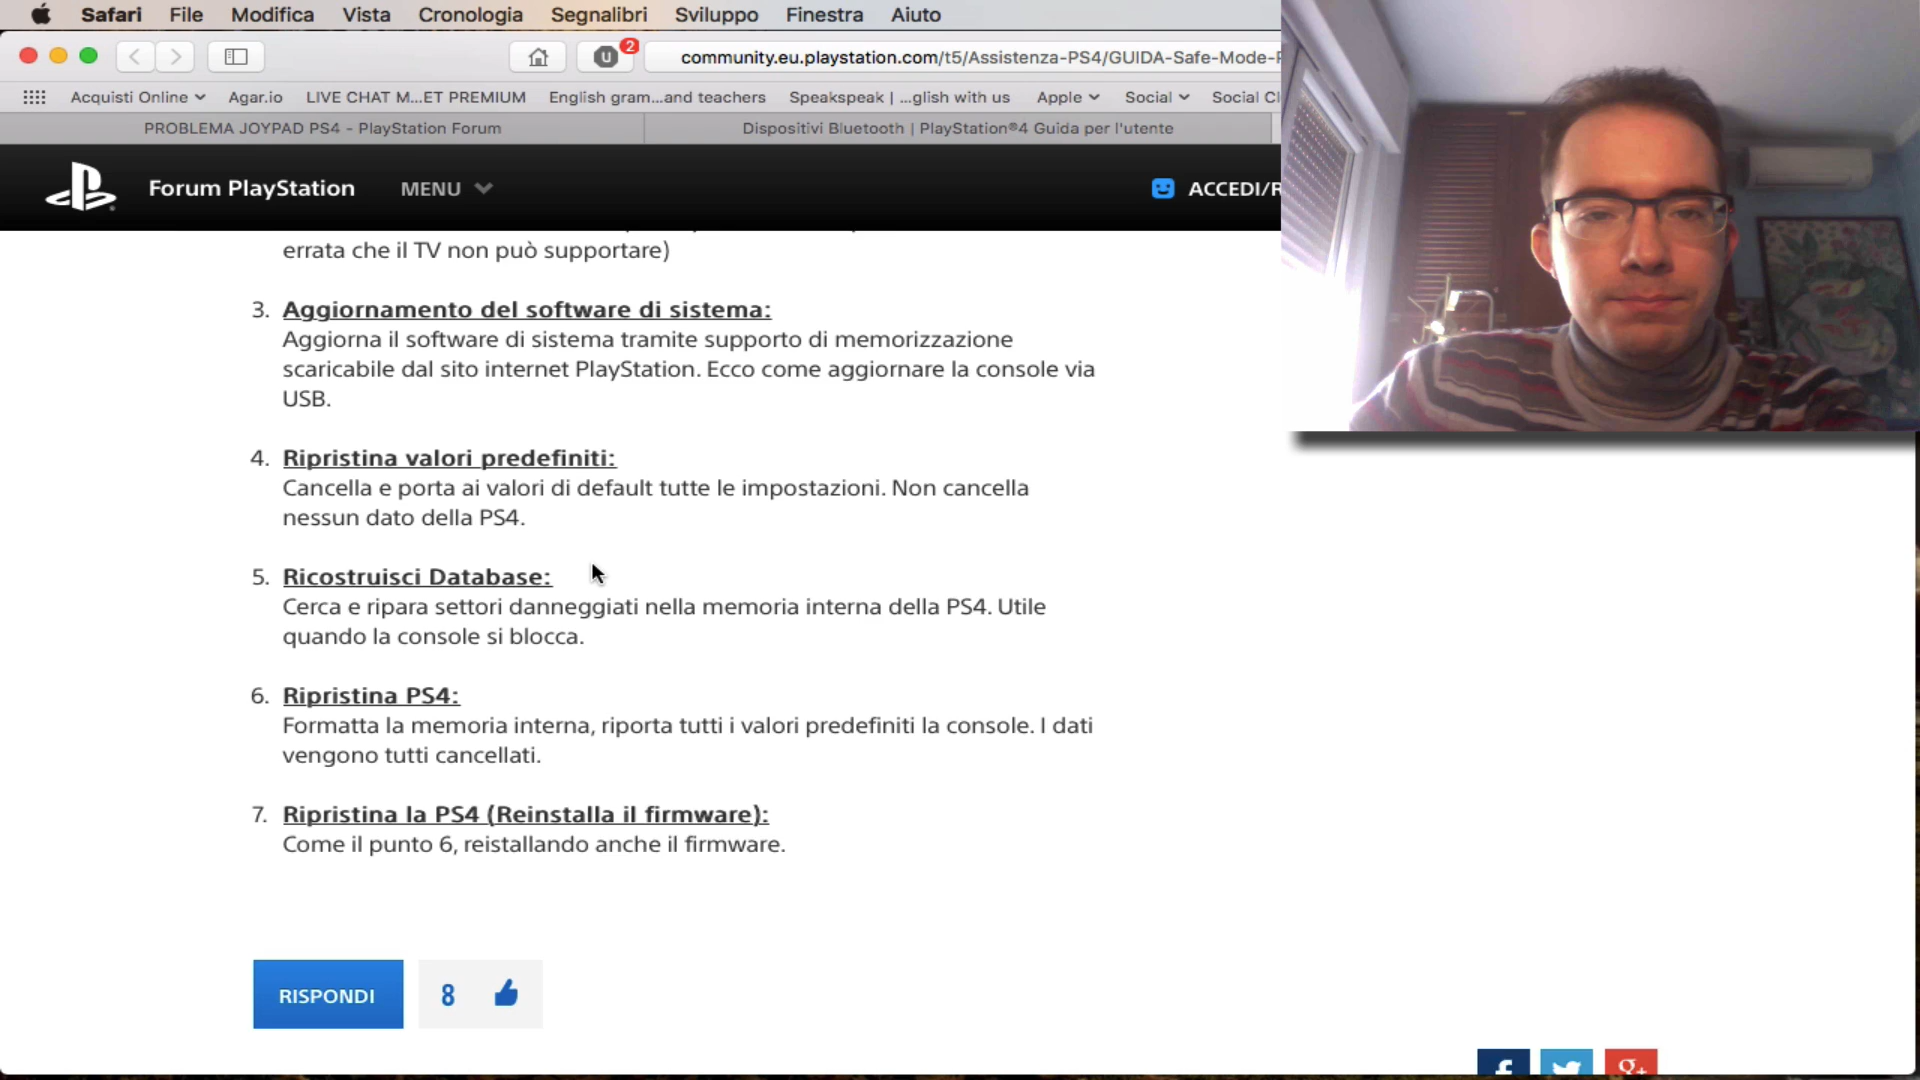 Safari File Modifica Vista Cronologia Segnalibri Sviluppo Finestra Aiuto
2
community.eu.playstation.com/t5/Assistenza-PS4/GUIDA-Safe-Mode-
Acquisti Online Agar.io LIVE CHAT M...ET PREMIUM English gram...and teachers Speakspeak | ...glish with us Apple Social Social Cl
PROBLEMA JOYPAD PS4 - PlayStation Forum Dispositivi Bluetooth | PlayStation®4 Guida per l'utente
Forum PlayStation MENU ACCEDI/R
errata che il TV non può supportare)
3. Aggiornamento del software di sistema:
Aggiorna il software di sistema tramite supporto di memorizzazione
scaricabile dal sito internet PlayStation. Ecco come aggiornare la console via
USB.
4. Ripristina valori predefiniti:
Cancella e porta ai valori di default tutte le impostazioni. Non cancella
nessun dato della PS4.
5. Ricostruisci Database:
Cerca e ripara settori danneggiati nella memoria interna della PS4. Utile
quando la console si blocca.
6. Ripristina PS4:
Formatta la memoria interna, riporta tutti i valori predefiniti la console. I dati
vengono tutti cancellati.
7. Ripristina la PS4 (Reinstalla il firmware):
Come il punto 6, reistallando anche il firmware.
RISPONDI 8